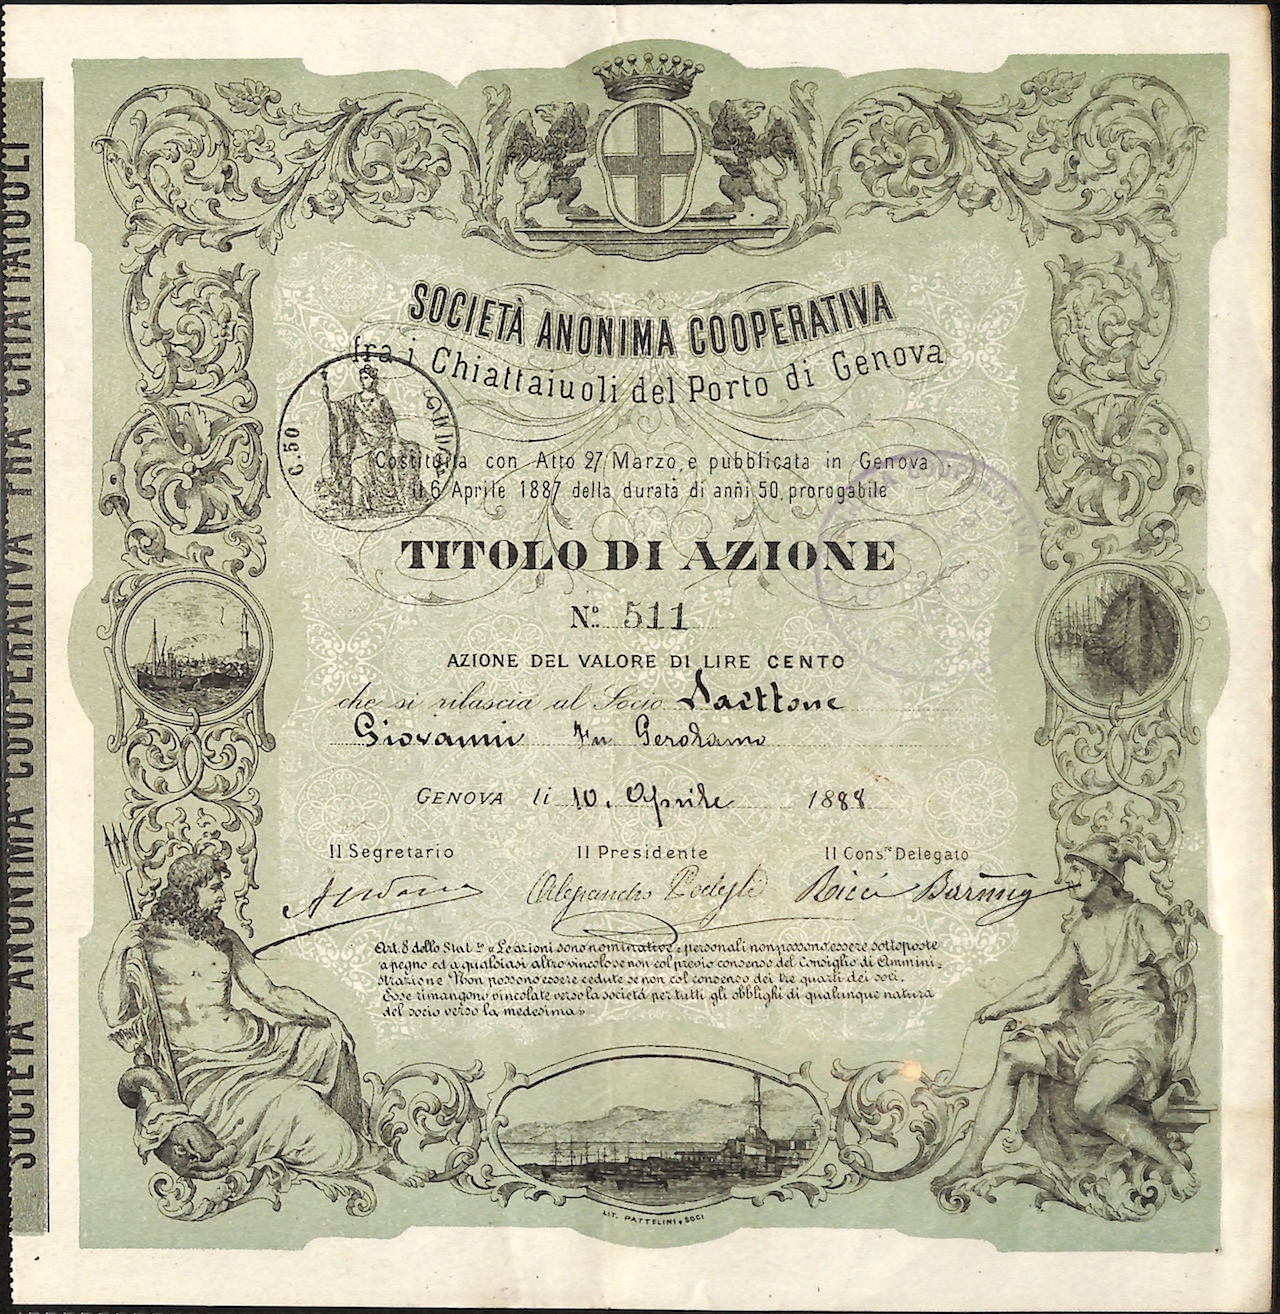 SOCIETÀ ANONIMA COOPERATIVA FRA CHIATTAIUOLI
SOCIETÀ ANONIMA COOPERATIVA
fra i Chiattaiuoli del Porto di Genova
C. 50
Costituita con Atto 27 Marzo, e pubblicata in Genova
il 6 Aprile 1887 della durata di anni 50, prorogabile
TITOLO DI AZIONE
N.º 511
AZIONE DEL VALORE DI LIRE CENTO
che si rilascia al Socio Saettone
Giovanni Fu Gerolamo
GENOVA li 10. Aprile 1888
Il Segretario Il Presidente Il Cons.re Delegato
Alessandro
Art. 8 dello Stat.to «Le azioni sono nominative e personali non possono essere sottoposte
a pegno ed a qualsiasi altro vincolo se non col previo consenso del Consiglio di Ammini-
strazione Non possono essere cedute se non col consenso dei tre quarti dei soci.
Esse rimangono vincolate verso la società per tutti gli obblighi di qualunque natura
del socio verso la medesima»
LIT. PATTELINI e SOCI